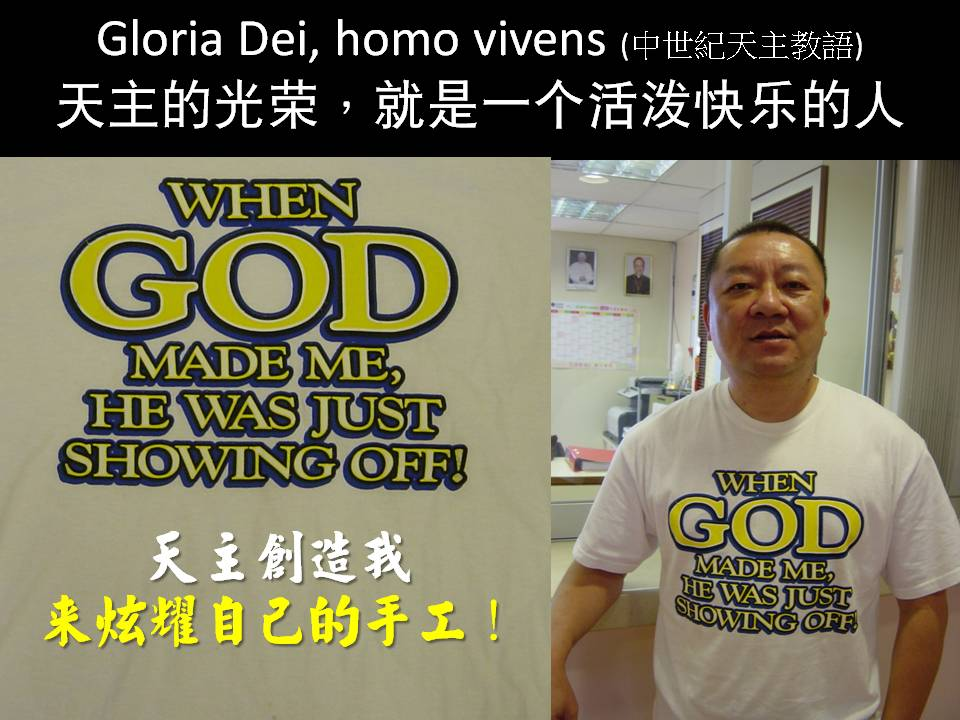 Gloria Dei, homo vivens (中世紀天主教語)
天主的光荣，就是一个活泼快乐的人
WHEN
GOD
MADE ME,
HE WAS JUST
SHOWING OFF!
天主創造我
来炫耀自己的手工！
WHEN
GOD
MADE ME,
HE WAS JUST
SHOWING OFF!